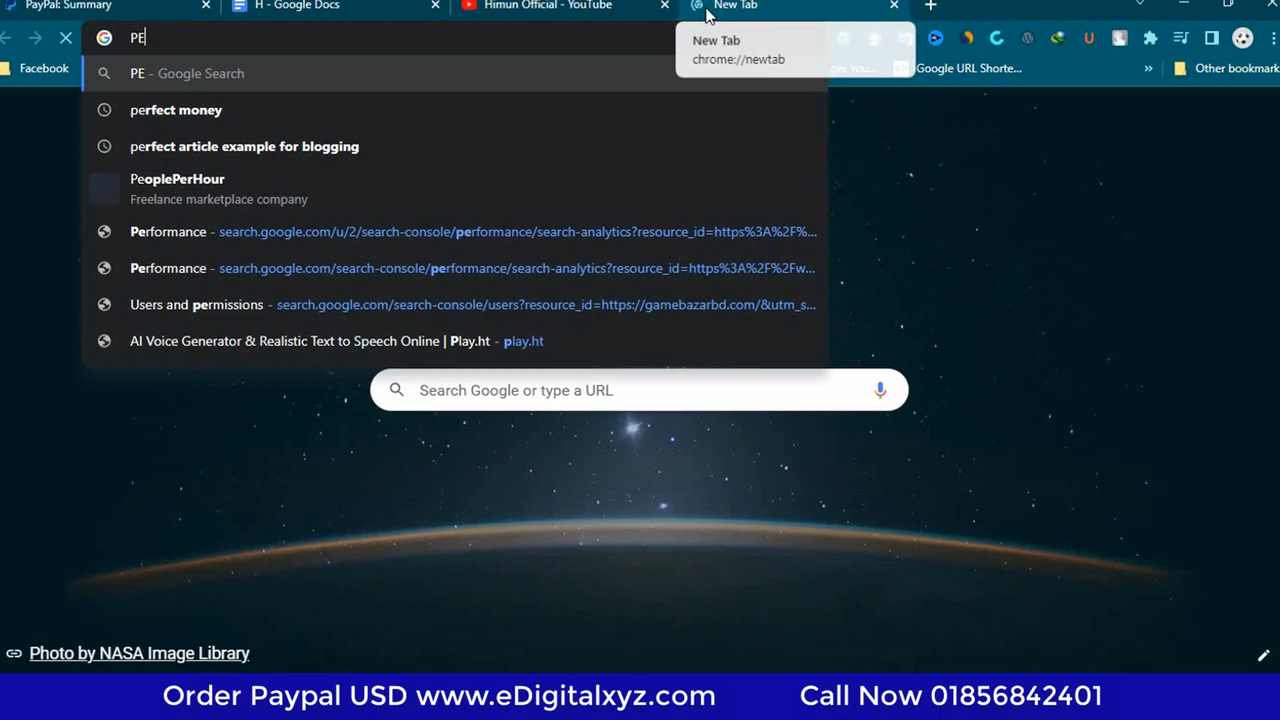 PayPal: Summary
H - Google Docs
Himun Official - YouTube
New Tab
PE
New Tab
chrome://newtab
Facebook
Google URL Shorte...
Other bookmark
PE - Google Search
perfect money
perfect article example for blogging
PeoplePerHour
Freelance marketplace company
Performance - search.google.com/u/2/search-console/performance/search-analytics?resource_id=https%3A%2F%...
Performance - search.google.com/search-console/performance/search-analytics?resource_id=https%3A%2F%2Fw...
Users and permissions - search.google.com/search-console/users?resource_id=https://gamebazarbd.com/&utm_s...
AI Voice Generator & Realistic Text to Speech Online | Play.ht - play.ht
Search Google or type a URL
Photo by NASA Image Library
Order Paypal USD www.eDigitalxyz.com
Call Now 01856842401